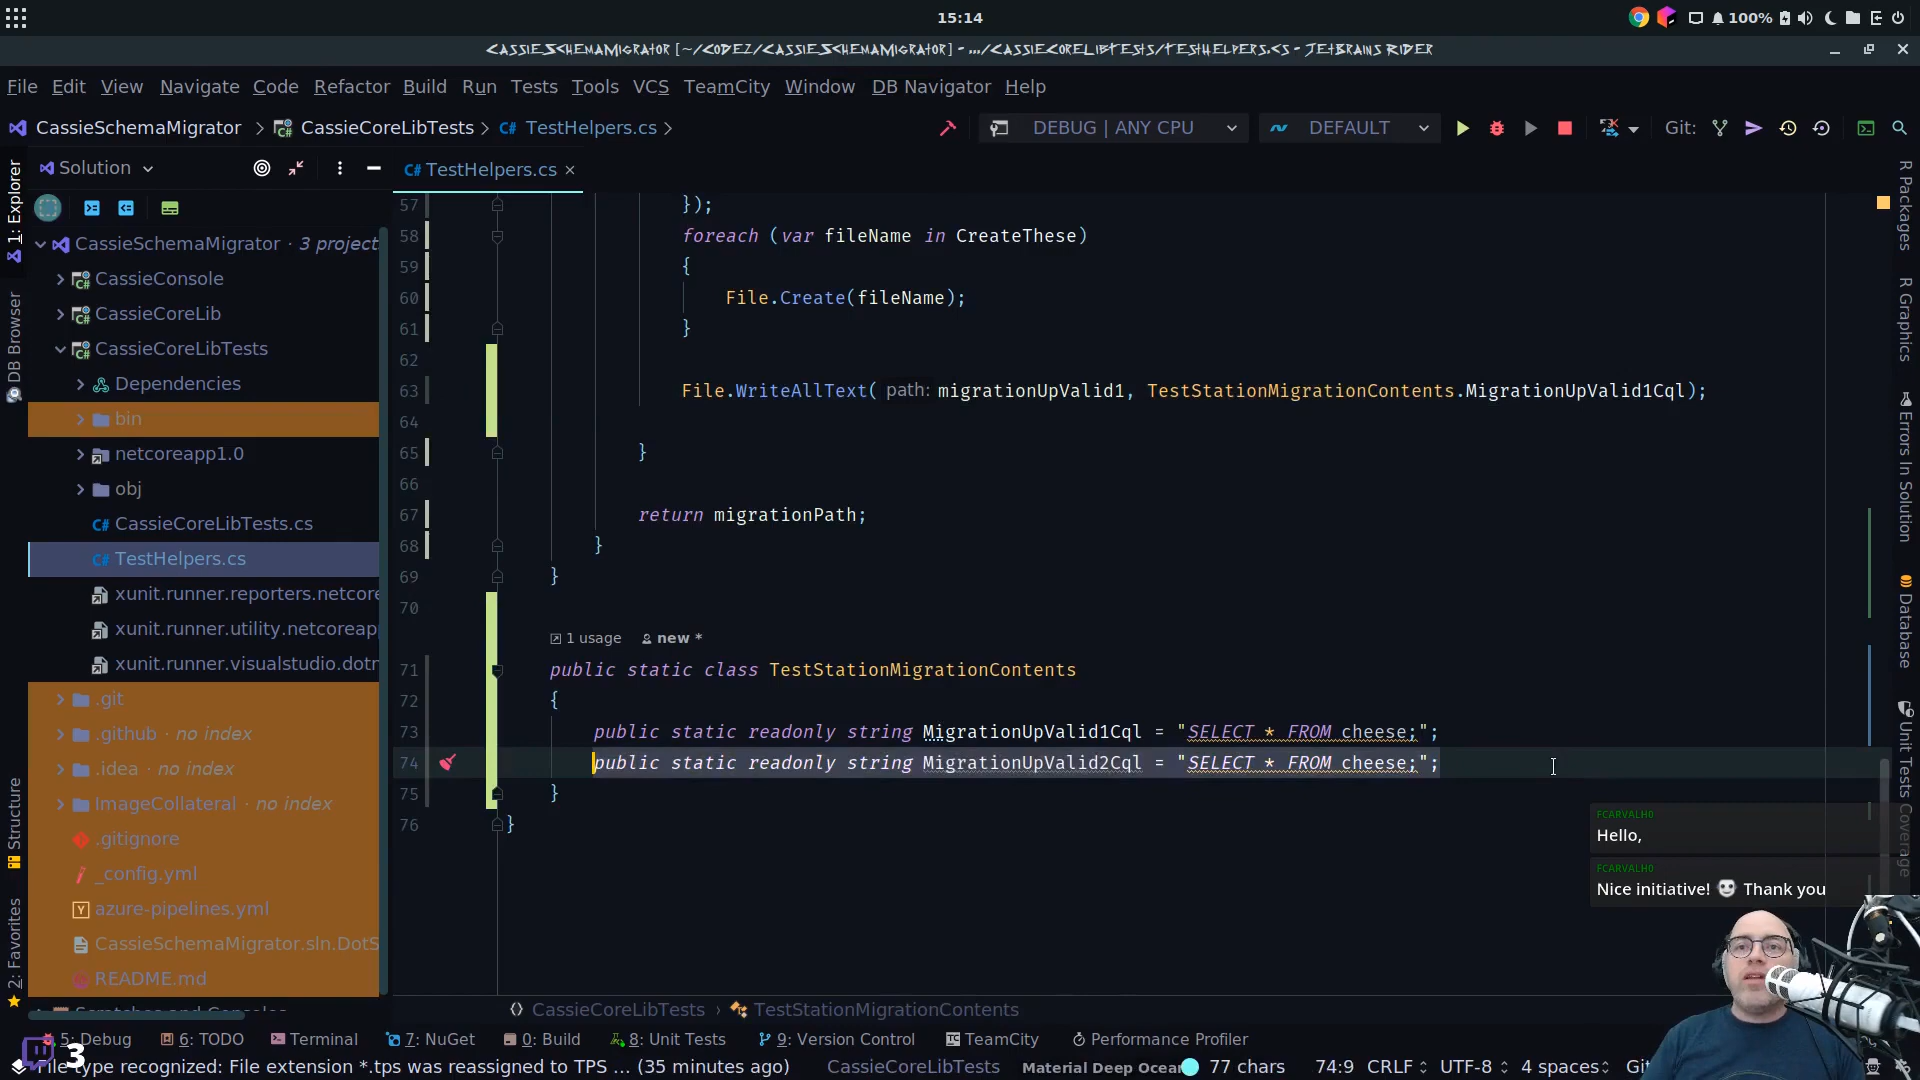 15:14
100%
CassieSchemaMigrator [~/Codez/CassieSchemaMigrator] - .../CassieCoreLibTests/TestHelpers.cs - JetBrains Rider
File Edit View Navigate Code Refactor Build Run Tests Tools VCS TeamCity Window DB Navigator Help
CassieSchemaMigrator > CassieCoreLibTests > C# TestHelpers.cs >
DEBUG | ANY CPU
DEFAULT
Git:
Solution
C# TestHelpers.cs ×
1: Explorer
DB Browser
Structure
2: Favorites
CassieSchemaMigrator · 3 project
CassieConsole
CassieCoreLib
CassieCoreLibTests
Dependencies
bin
netcoreapp1.0
obj
C# CassieCoreLibTests.cs
C# TestHelpers.cs
xunit.runner.reporters.netcore
xunit.runner.utility.netcoreapp
xunit.runner.visualstudio.dotn
.git
.github no index
.idea no index
ImageCollateral no index
.gitignore
_config.yml
azure-pipelines.yml
CassieSchemaMigrator.sln.DotS
README.md
57 });
58 foreach (var fileName in CreateThese)
59 {
60 File.Create(fileName);
61 }
62
63 File.WriteAllText( path: migrationUpValid1, TestStationMigrationContents.MigrationUpValid1Cql);
64
65 }
66
67 return migrationPath;
68 }
69 }
70
1 usage new *
71 public static class TestStationMigrationContents
72 {
73 public static readonly string MigrationUpValid1Cql = "SELECT * FROM cheese;";
74 public static readonly string MigrationUpValid2Cql = "SELECT * FROM cheese;";
75 }
76 }
R Packages
R Graphics
Errors In Solution
Database
Unit Tests Coverage
FCARVALHO
Hello,
FCARVALHO
Nice initiative! Thank you
CassieCoreLibTests › TestStationMigrationContents
5: Debug 6: TODO Terminal 7: NuGet 0: Build 8: Unit Tests 9: Version Control TeamCity Performance Profiler
3
File type recognized: File extension *.tps was reassigned to TPS ... (35 minutes ago) CassieCoreLibTests Material Deep Ocean 77 chars 74:9 CRLF UTF-8 4 spaces Git